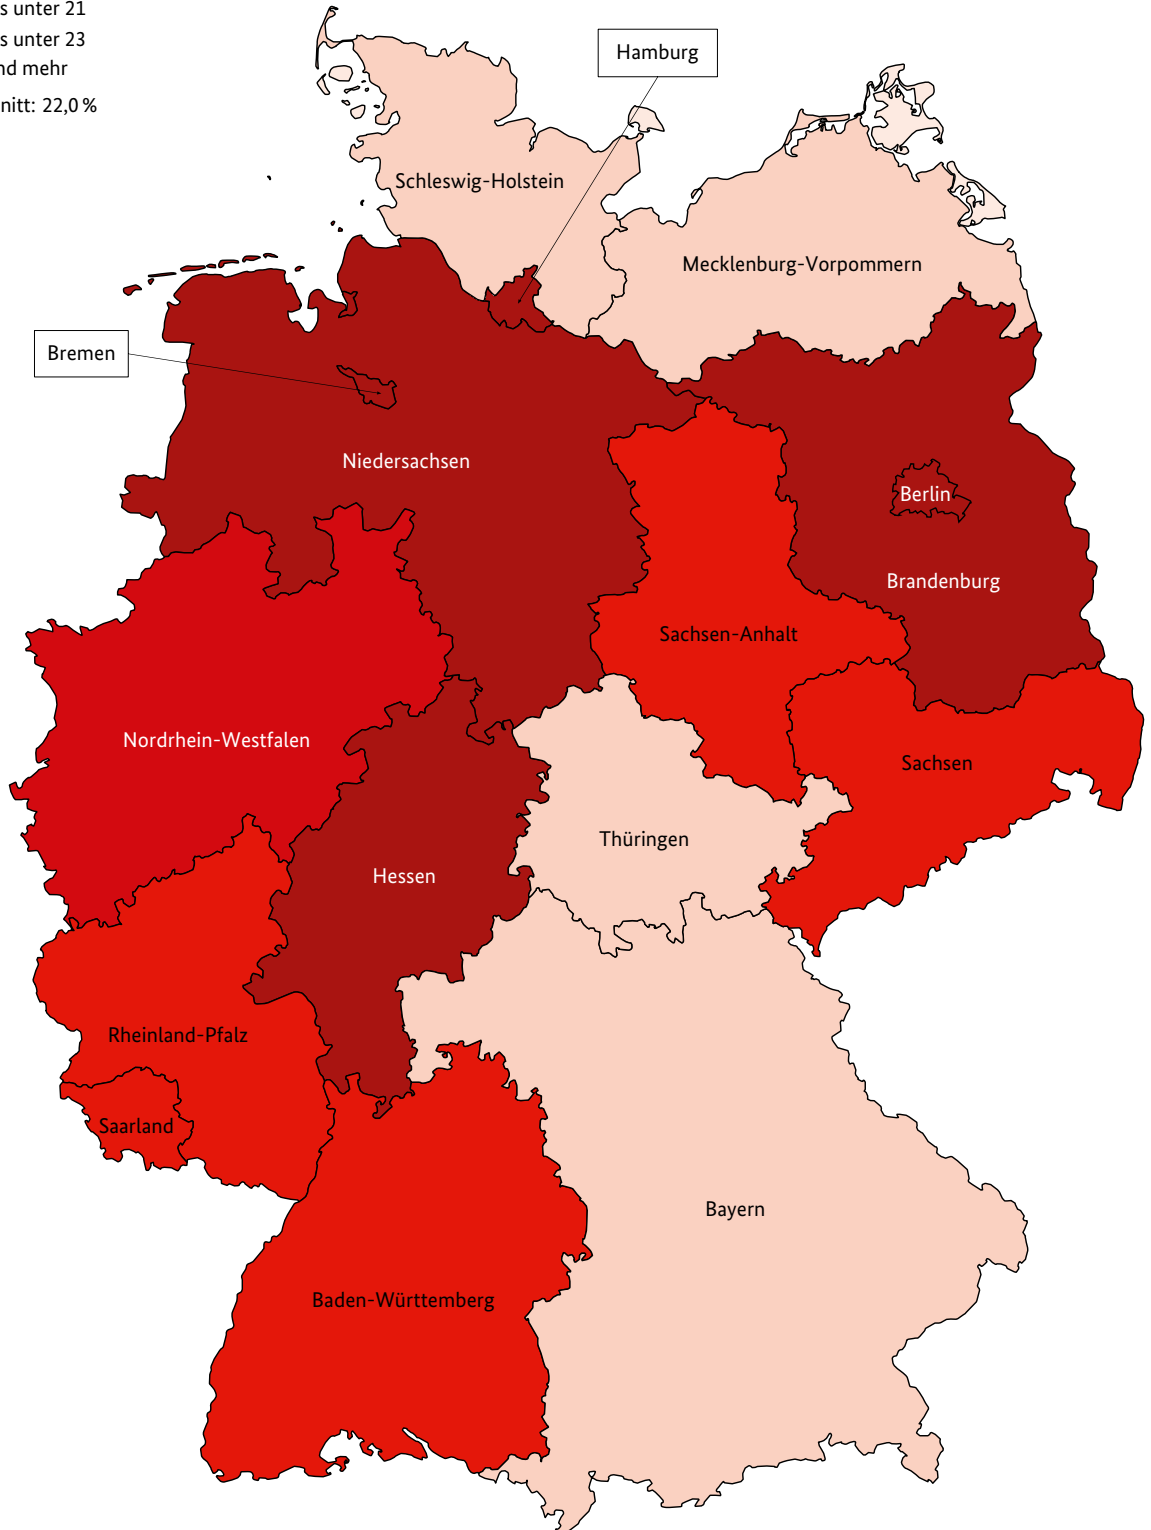 s unter 21
s unter 23
nd mehr
nitt: 22,0 %
Hamburg
Schleswig-Holstein
Mecklenburg-Vorpommern
Bremen
Niedersachsen
Berlin
Brandenburg
Sachsen-Anhalt
Nordrhein-Westfalen
Sachsen
Thüringen
Hessen
Rheinland-Pfalz
Saarland
Bayern
Baden-Württemberg